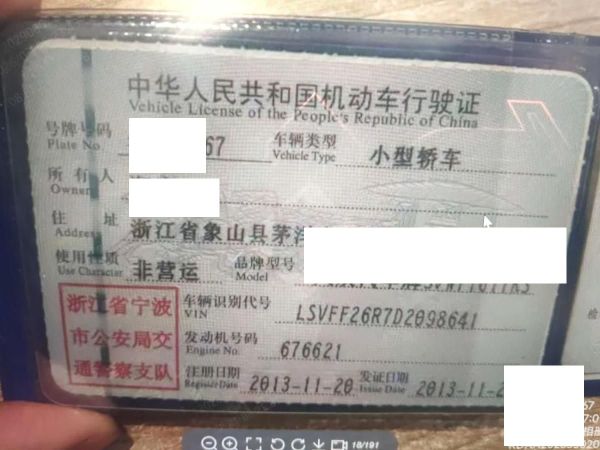 中华人民共和国机动车行驶证
Vehicle License of the People's Republic of China
号牌号码 67 车辆类型 小型轿车
Plate No Vehicle Type
所有人
Owner
住址 浙江省象山县茅洋
Address
使用性质 非营运 品牌型号
Use Character Model
浙江省宁波
市公安局交
通警察支队
车辆识别代号 LSVFF26R7D2098641
VIN
发动机号码 676621
Engine No.
注册日期 2013-11-20 发证日期 2013-11-2
Register Date Issue Date
检
67
18/191